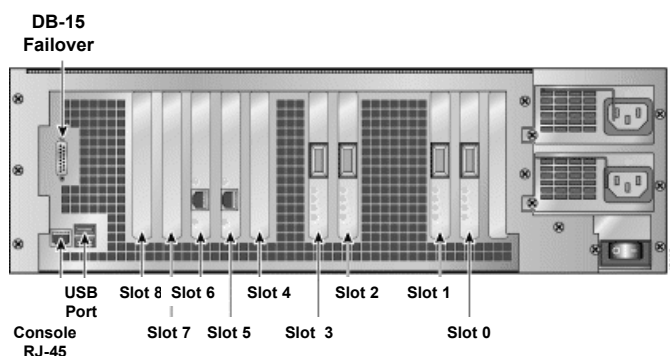 DB-15
Failover
USB
Port
Slot 8
Slot 6
Slot 4
Slot 2
Slot 1
Console
RJ-45
Slot 7
Slot 5
Slot 3
Slot 0